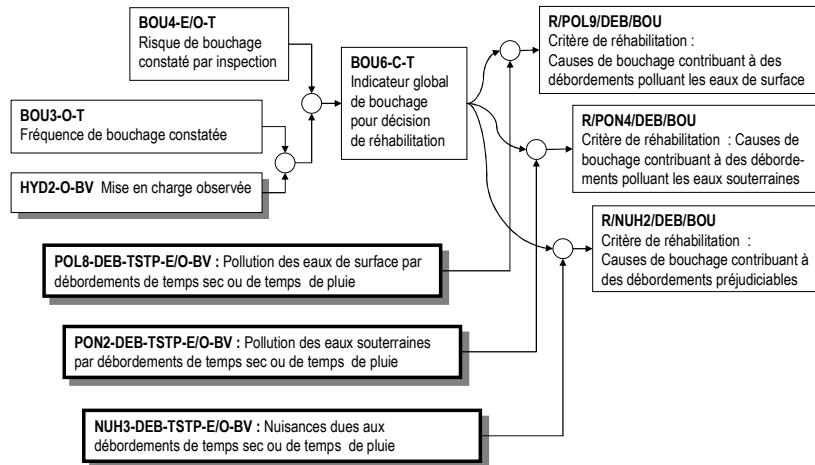 BOU4-E/O-T
Risque de bouchage
constaté par inspection
BOU3-O-T
Fréquence de bouchage constatée
HYD2-O-BV Mise en charge observée
BOU6-C-T
Indicateur global
de bouchage
pour décision
de réhabilitation
R/POL9/DEB/BOU
Critère de réhabilitation :
Causes de bouchage contribuant à des
débordements polluant les eaux de surface
R/PON4/DEB/BOU
Critère de réhabilitation : Causes de
bouchage contribuant à des déborde-
ments polluant les eaux souterraines
R/NUH2/DEB/BOU
Critère de réhabilitation :
Causes de bouchage contribuant à
des débordements préjudiciables
POL8-DEB-TSTP-E/O-BV : Pollution des eaux de surface par
débordements de temps sec ou de temps de pluie
PON2-DEB-TSTP-E/O-BV : Pollution des eaux souterraines
par débordements de temps sec ou de temps de pluie
NUH3-DEB-TSTP-E/O-BV : Nuisances dues aux
débordements de temps sec ou de temps de pluie